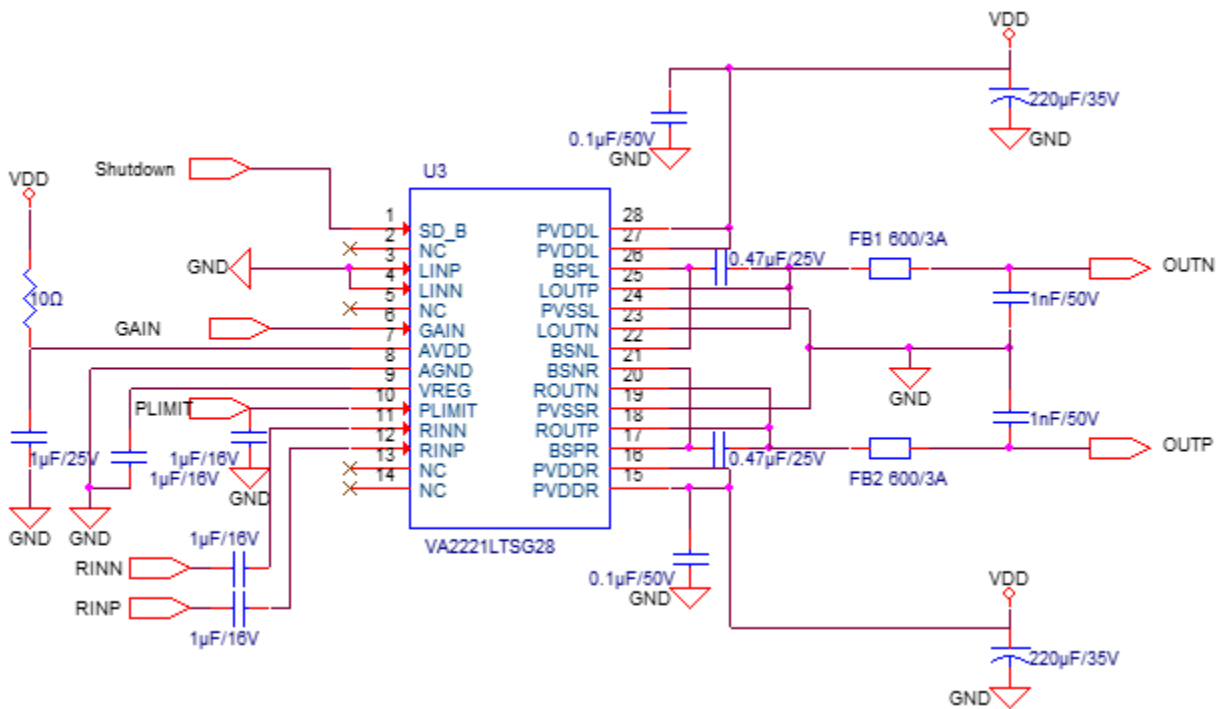 VDD
220µF/35V
0.1µF/50V
GND
GND
Shutdown
U3
VDD
1
28
SD_B
PVDDL
FB1 600/3A
2
27
NC
PVDDL
3
26
0.47µF/25V
OUTN
GND
LINP
BSPL
4
25
10Ω
LINN
LOUTP
1nF/50V
5
24
NC
PVSSL
GAIN
6
23
GAIN
LOUTN
7
22
AVDD
BSNL
8
21
AGND
BSNR
9
20
VREG
ROUTN
GND
PLIMIT
10
19
PLIMIT
PVSSR
11
18
RINN
ROUTP
1nF/50V
12
17
OUTP
1µF/25V
1µF/16V
RINP
BSPR
0.47µF/25V
1µF/16V
13
16
NC
PVDDR
FB2 600/3A
GND
14
15
NC
PVDDR
GND
GND
1µF/16V
VA2221LTSG28
RINN
0.1µF/50V
VDD
GND
RINP
1µF/16V
220µF/35V
GND